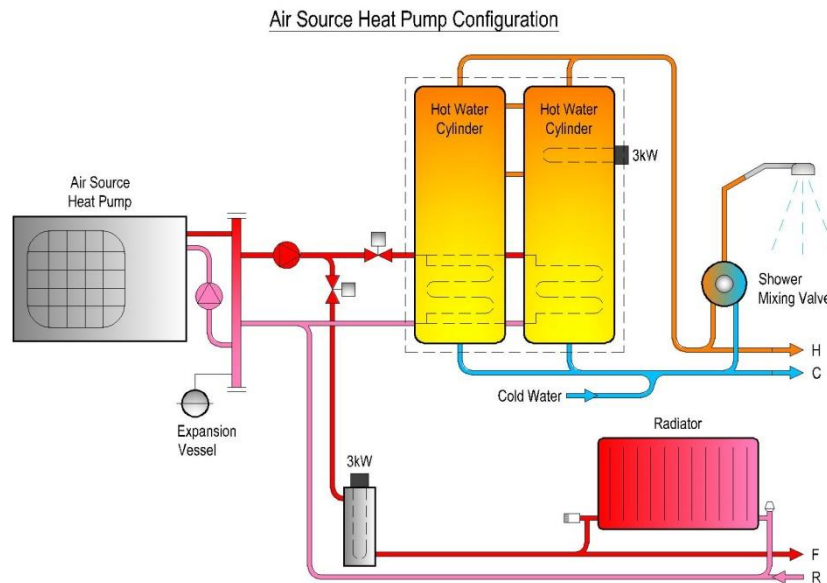 Air Source Heat Pump Configuration
Hot Water
Cylinder
Hot Water
Cylinder
3kW
Air Source
Heat Pump
Shower
Mixing Valve
H
C
Cold Water
Expansion
Vessel
Radiator
3kW
F
R